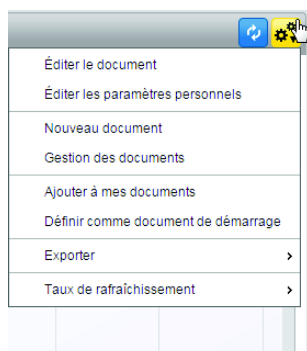 Éditer le document
Éditer les paramètres personnels
Nouveau document
Gestion des documents
Ajouter à mes documents
Définir comme document de démarrage
Exporter
Taux de rafraîchissement